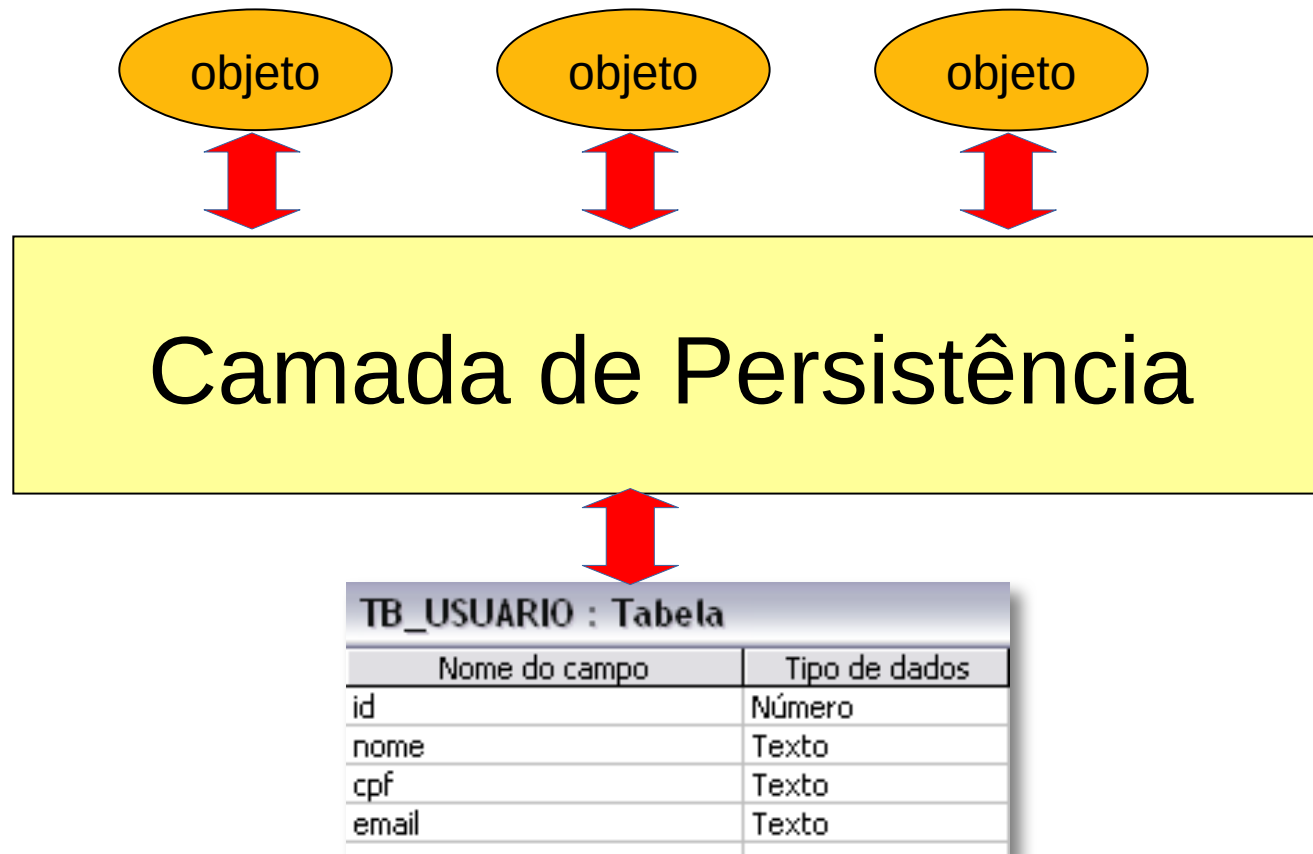 objeto objeto objeto
Camada de Persistência
TB_USUARIO : Tabela
Nome do campo Tipo de dados
id Número
nome Texto
cpf Texto
email Texto